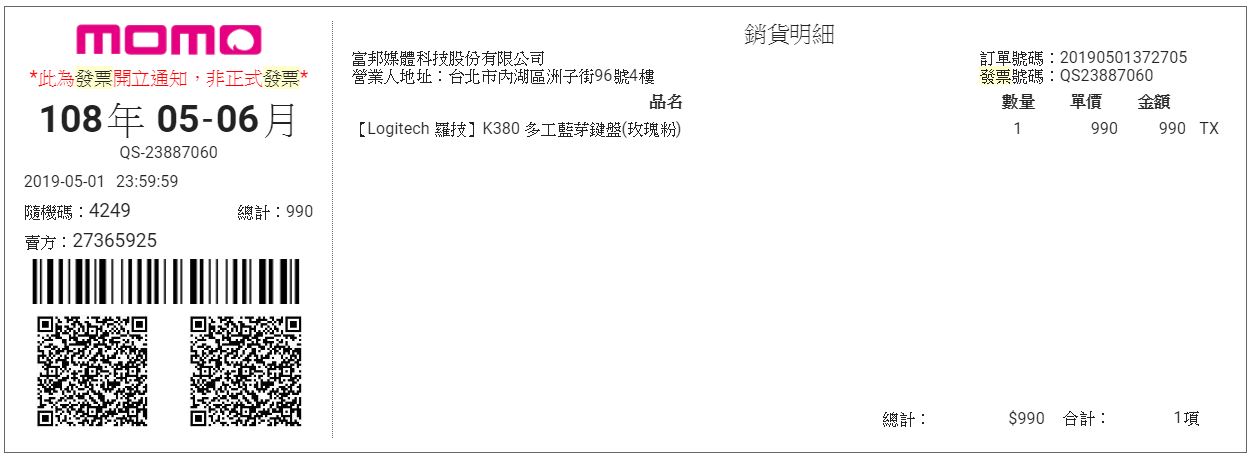 momo
*此為發票開立通知，非正式發票*
108年 05-06月
QS-23887060
2019-05-01 23:59:59
隨機碼：4249 總計：990
賣方：27365925
銷貨明細
富邦媒體科技股份有限公司 訂單號碼：20190501372705
營業人地址：台北市內湖區洲子街96號4樓 發票號碼：QS23887060
品名 數量 單價 金額
【Logitech 羅技】K380 多工藍芽鍵盤(玫瑰粉) 1 990 990 TX
總計： $990 合計： 1項